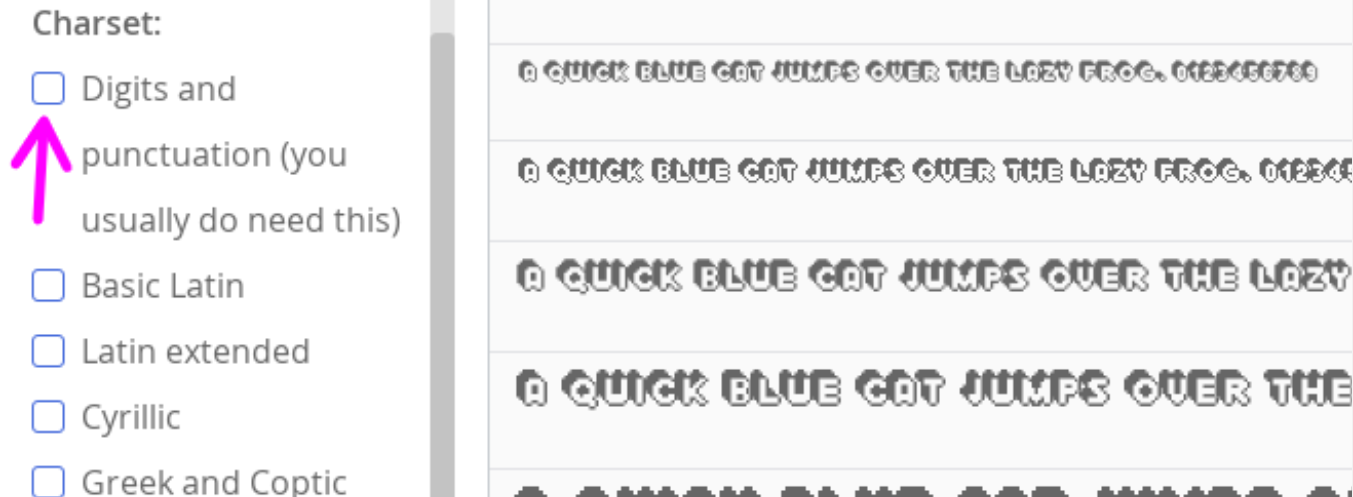 Charset:
Digits and
punctuation (you
usually do need this)
Basic Latin
Latin extended
Cyrillic
Greek and Coptic
A QUICK BLUE CAT JUMPS OVER THE LAZY FROG. 0123456789
A QUICK BLUE CAT JUMPS OVER THE LAZY FROG. 012345
A QUICK BLUE CAT JUMPS OVER THE LAZY
A QUICK BLUE CAT JUMPS OVER THE